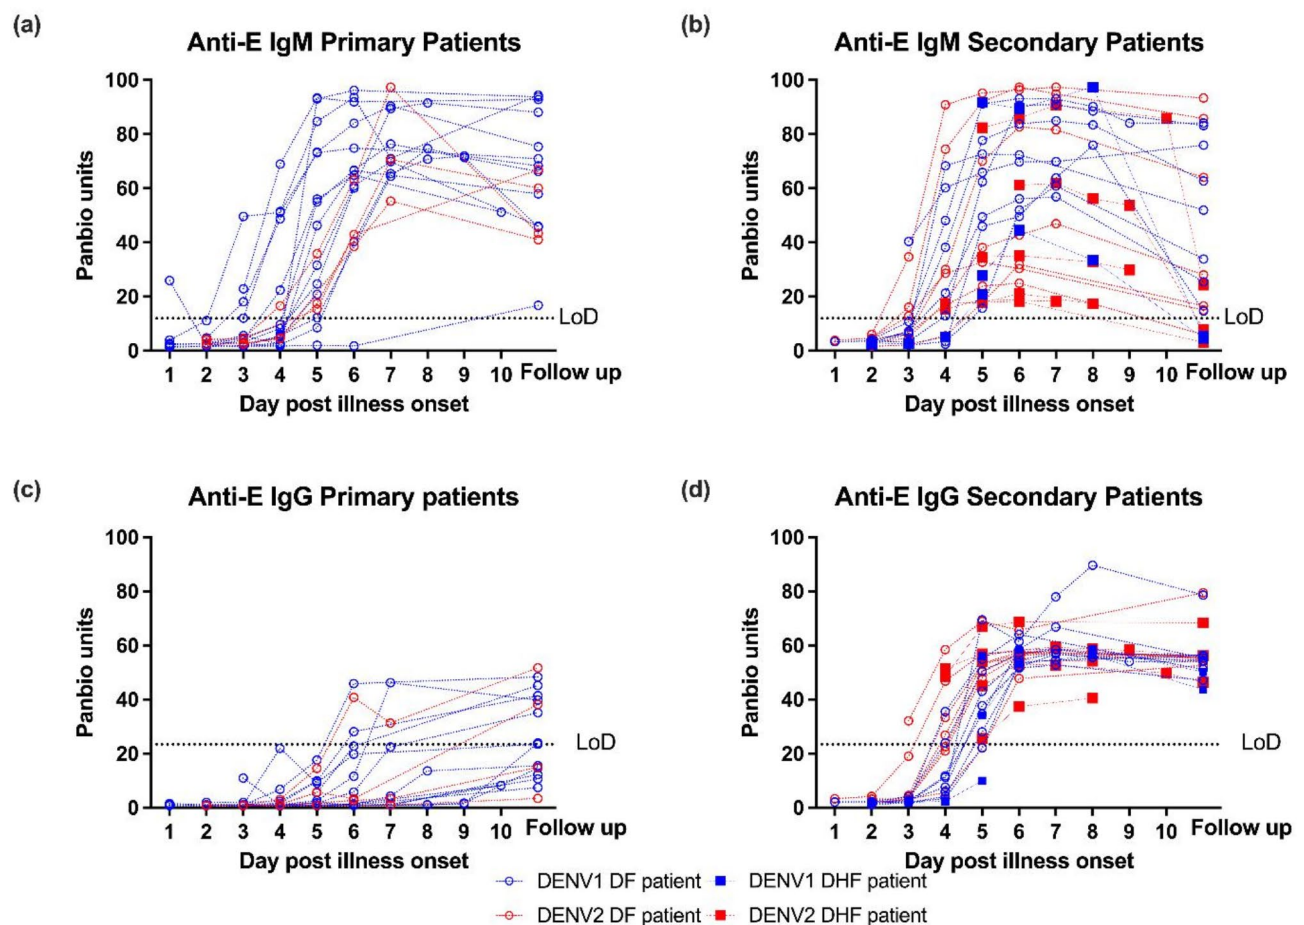 (a)
Anti-E IgM Primary Patients
100
80
60
40
20
0
Panbio units
LoD
1 2 3 4 5 6 7 8 9 10 Follow up
Day post illness onset
(b)
Anti-E IgM Secondary Patients
100
80
60
40
20
0
Panbio units
LoD
1 2 3 4 5 6 7 8 9 10 Follow up
Day post illness onset
(c)
Anti-E IgG Primary patients
100
80
60
40
20
0
Panbio units
LoD
1 2 3 4 5 6 7 8 9 10 Follow up
Day post illness onset
(d)
Anti-E IgG Secondary Patients
100
80
60
40
20
0
Panbio units
LoD
1 2 3 4 5 6 7 8 9 10 Follow up
Day post illness onset
DENV1 DF patient DENV1 DHF patient
DENV2 DF patient DENV2 DHF patient